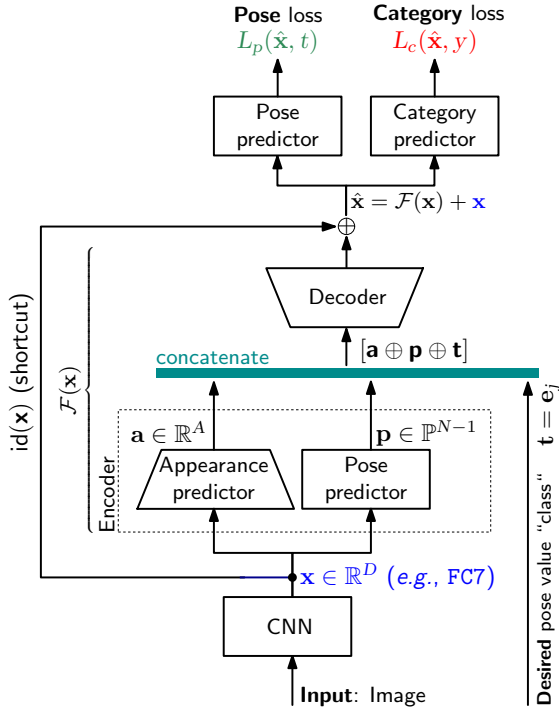 Pose loss
Category loss
L_p(x̂, t)
L_c(x̂, y)
Pose
predictor
Category
predictor
x̂ = F(x) + x
⊕
Decoder
[a ⊕ p ⊕ t]
concatenate
id(x) (shortcut)
F(x)
t = e_j
a ∈ ℝ^A
p ∈ ℙ^{N−1}
Encoder
Appearance
predictor
Pose
predictor
x ∈ ℝ^D (e.g., FC7)
CNN
Desired pose value “class“
Input: Image